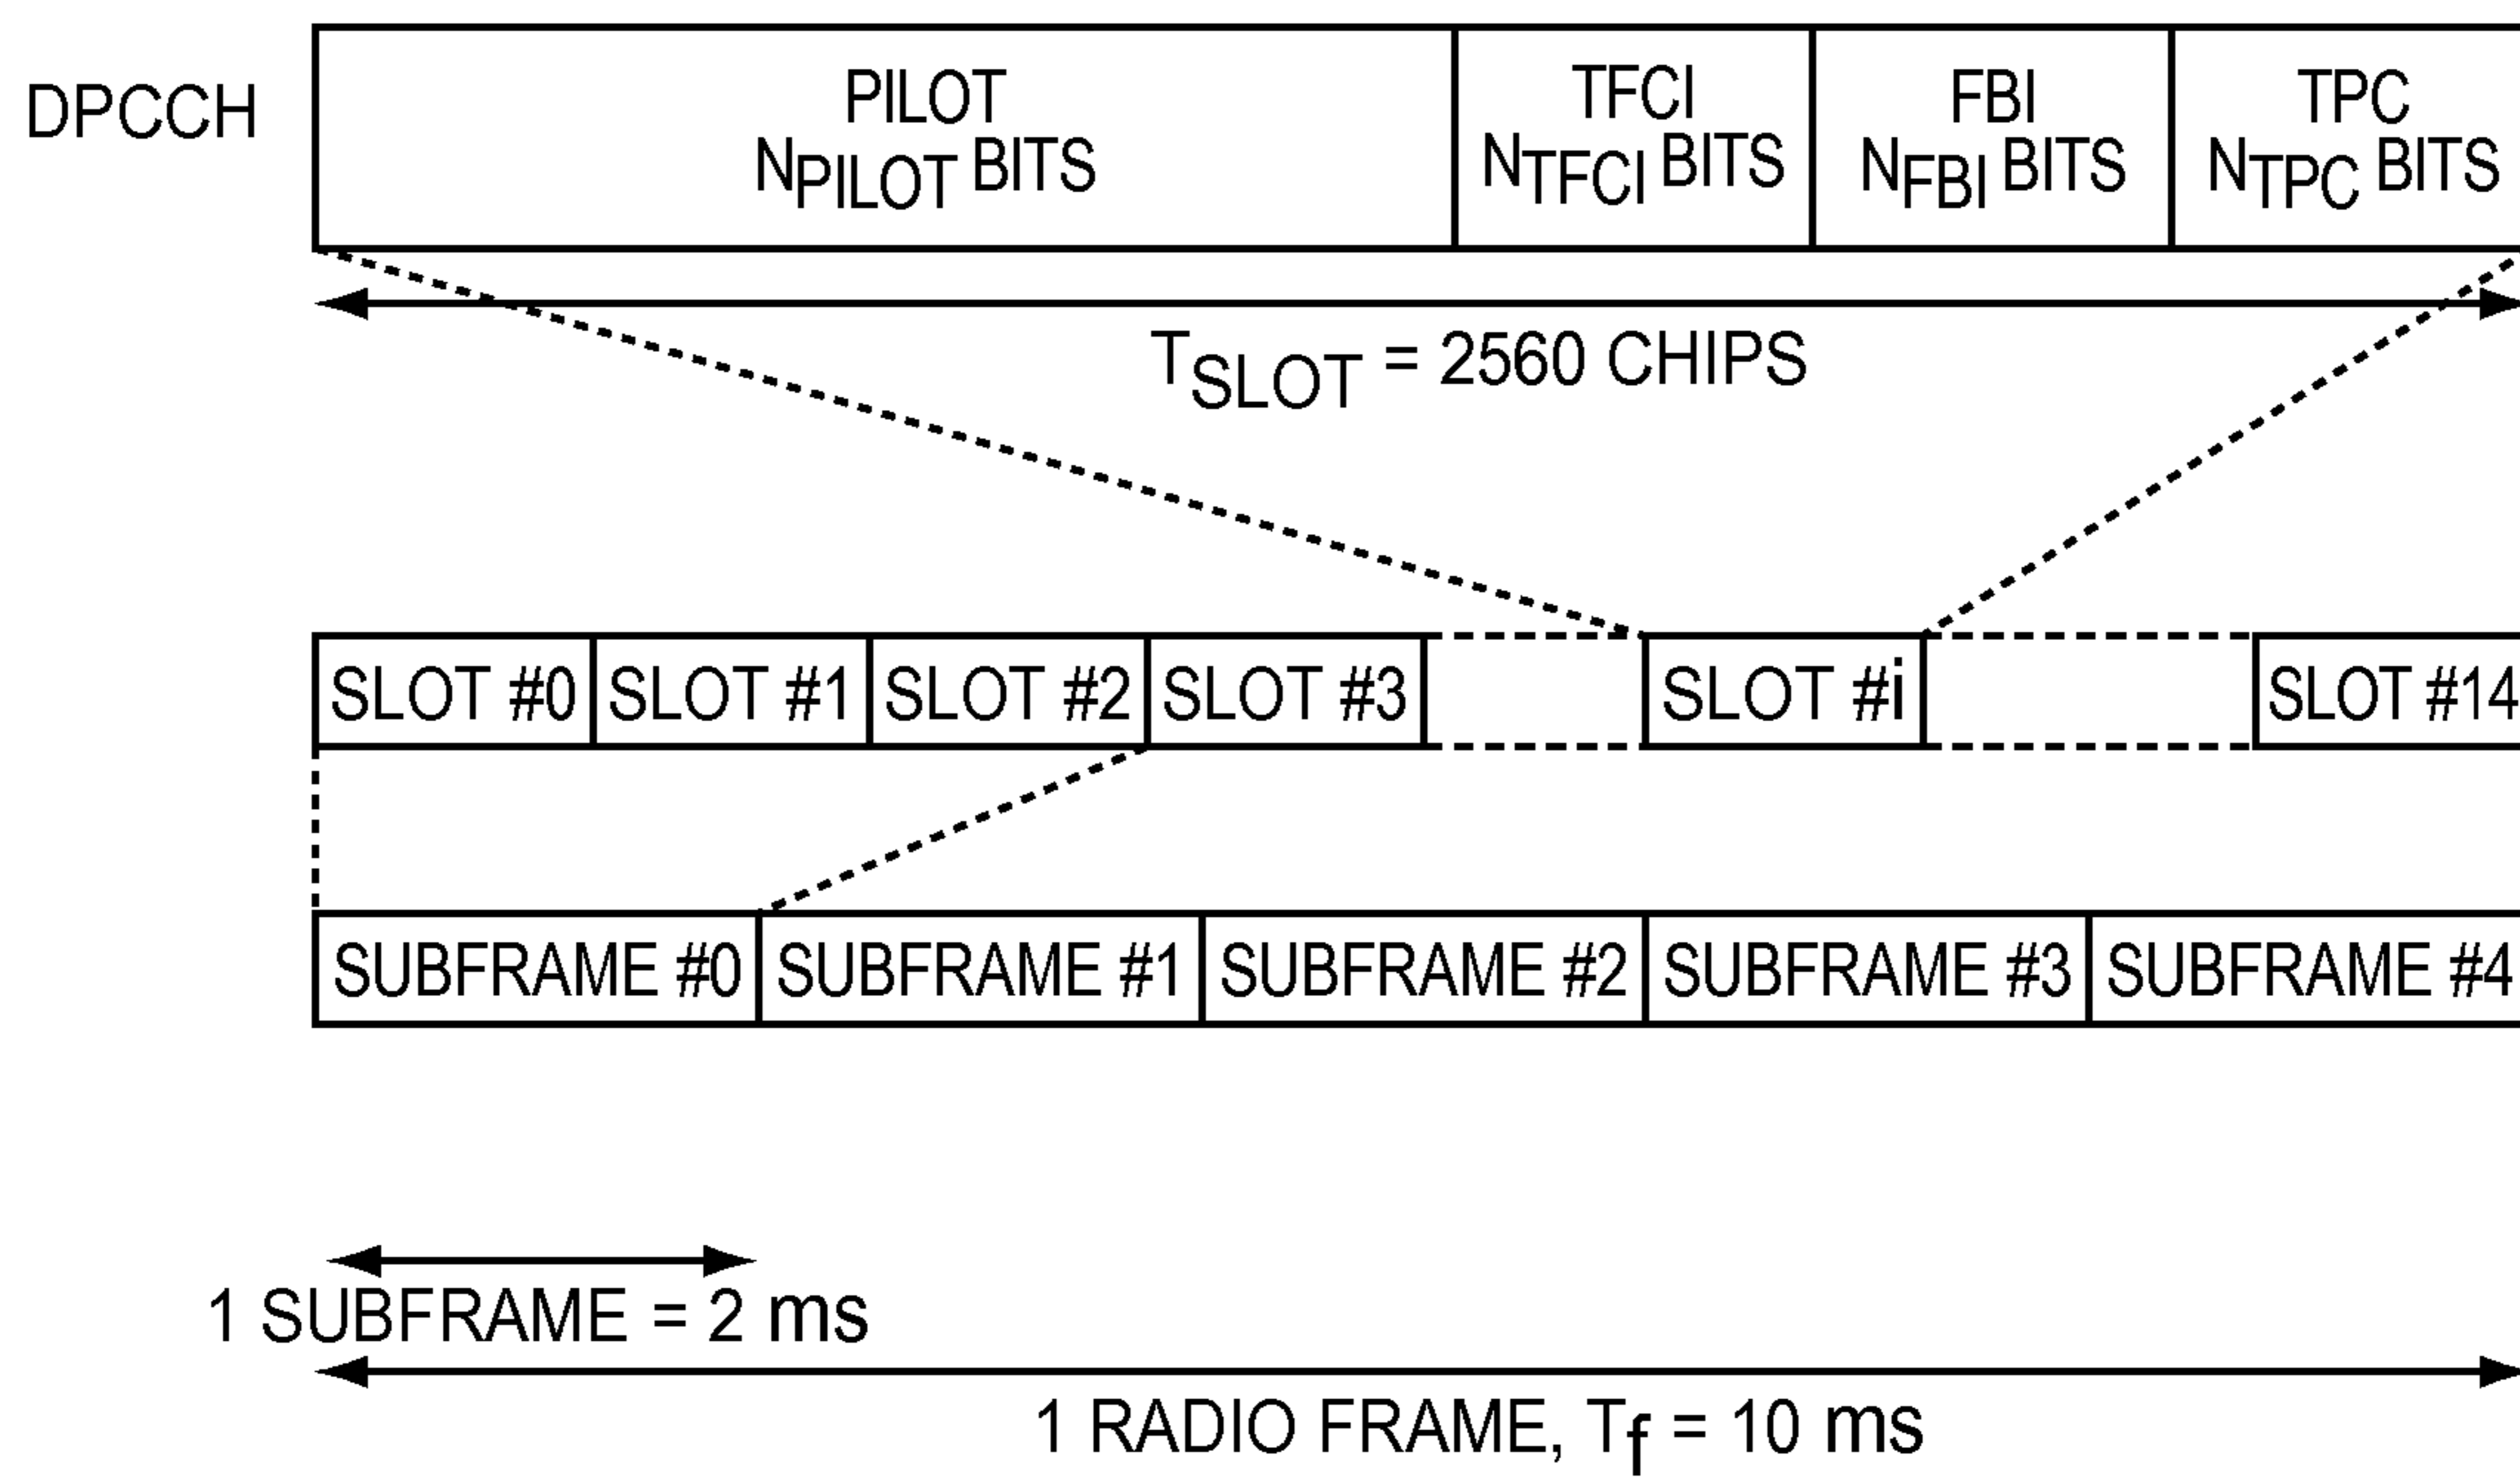 DPCCH
PILOT
NPILOT BITS
TFCI
NTFCI BITS
FBI
NFBI BITS
TPC
NTPC BITS
TSLOT = 2560 CHIPS
SLOT #0 SLOT #1 SLOT #2 SLOT #3 SLOT #i SLOT #14
SUBFRAME #0 SUBFRAME #1 SUBFRAME #2 SUBFRAME #3 SUBFRAME #4
1 SUBFRAME = 2 ms
1 RADIO FRAME, Tf = 10 ms